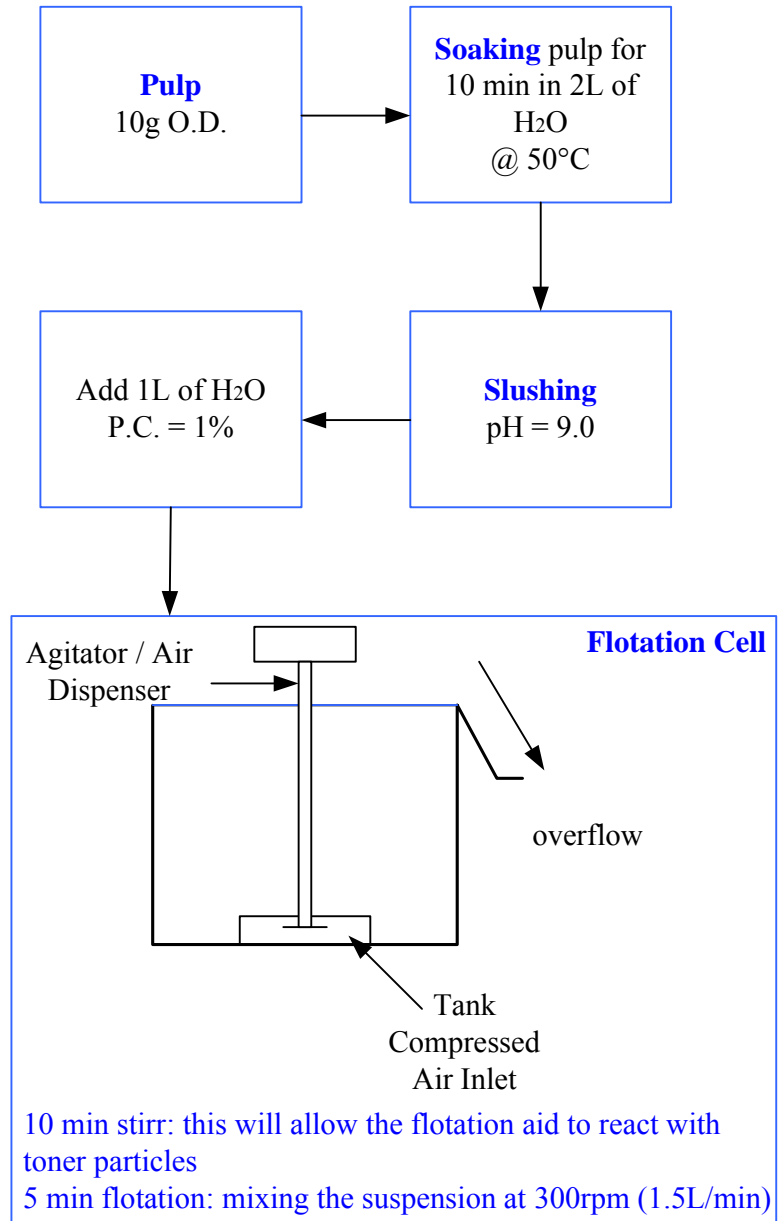 Pulp
10g O.D.
Soaking pulp for
10 min in 2L of
H2O
@ 50°C
Slushing
pH = 9.0
Add 1L of H2O
P.C. = 1%
Flotation Cell
Agitator / Air
Dispenser
overflow
Tank
Compressed
Air Inlet
10 min stirr: this will allow the flotation aid to react with
toner particles
5 min flotation: mixing the suspension at 300rpm (1.5L/min)